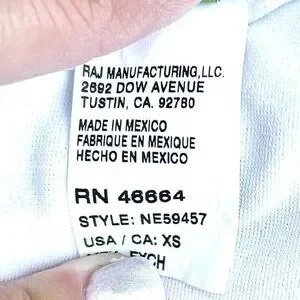 RAJ MANUFACTURING,LLC.
2692 DOW AVENUE
TUSTIN, CA. 92780
MADE IN MEXICO
FABRIQUE EN MEXIQUE
HECHO EN MEXICO
RN 46664
STYLE: NE59457
USA / CA: XS
EXCH